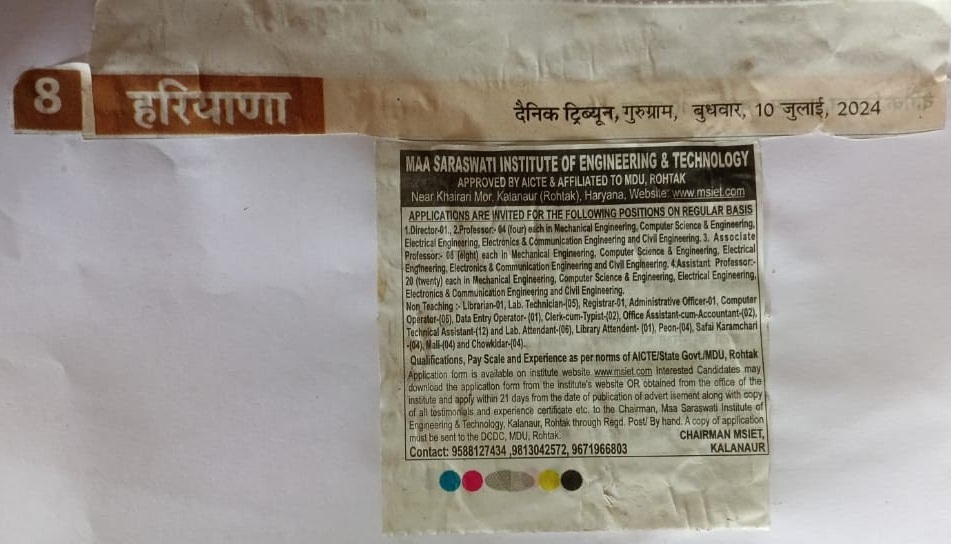 8
हरियाणा
दैनिक ट्रिब्यून, गुरुग्राम, बुधवार, 10 जुलाई, 2024
MAA SARASWATI INSTITUTE OF ENGINEERING & TECHNOLOGY
APPROVED BY AICTE & AFFILIATED TO MDU, ROHTAK
Near Khairari Mor, Kalanaur (Rohtak), Haryana, Website: www.msiet.com
APPLICATIONS ARE INVITED FOR THE FOLLOWING POSITIONS ON REGULAR BASIS
1.Director-01., 2.Professor:- 04 (four) each in Mechanical Engineering, Computer Science & Engineering,
Electrical Engineering, Electronics & Communication Engineering and Civil Engineering. 3. Associate
Professor:- 08 (eight) each in Mechanical Engineering, Computer Science & Engineering, Electrical
Engineering, Electronics & Communication Engineering and Civil Engineering. 4.Assistant Professor:-
20 (twenty) each in Mechanical Engineering, Computer Science & Engineering, Electrical Engineering,
Electronics & Communication Engineering and Civil Engineering.
Non Teaching :- Librarian-01, Lab. Technician-(05), Registrar-01, Administrative Officer-01, Computer
Operator-(06), Data Entry Operator- (01), Clerk-cum-Typist-(02), Office Assistant-cum-Accountant-(02),
Technical Assistant-(12) and Lab. Attendant-(06), Library Attendent- (01), Peon-(04), Safai Karamchari
-(04), Mali-(04) and Chowkidar-(04).
Qualifications, Pay Scale and Experience as per norms of AICTE/State Govt./MDU, Rohtak
Application form is available on institute website www.msiet.com Interested Candidates may
download the application form from the institute's website OR obtained from the office of the
institute and apply within 21 days from the date of publication of advert isement along with copy
of all testimonials and experience certificate etc. to the Chairman, Maa Saraswati Institute of
Engineering & Technology, Kalanaur, Rohtak through Regd. Post/ By hand. A copy of application
must be sent to the DCDC, MDU, Rohtak. CHAIRMAN MSIET,
Contact: 9588127434 ,9813042572, 9671966803 KALANAUR